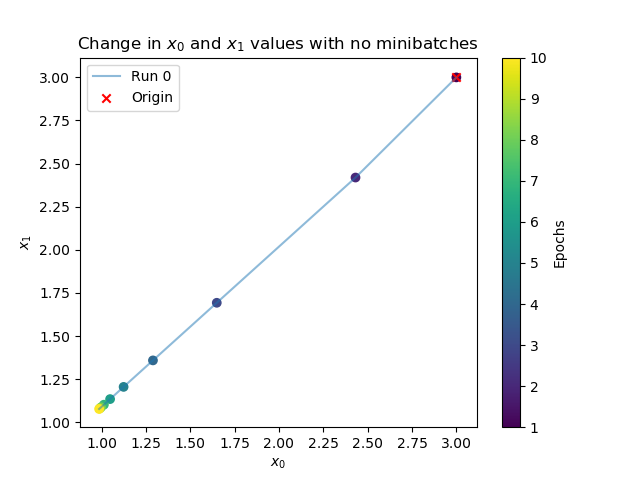 Change in x₀ and x₁ values with no minibatches
Run 0
Origin
3.00
2.75
2.50
2.25
2.00
1.75
1.50
1.25
1.00
x₁
1.00 1.25 1.50 1.75 2.00 2.25 2.50 2.75 3.00
x₀
10
9
8
7
6
5
4
3
2
1
Epochs